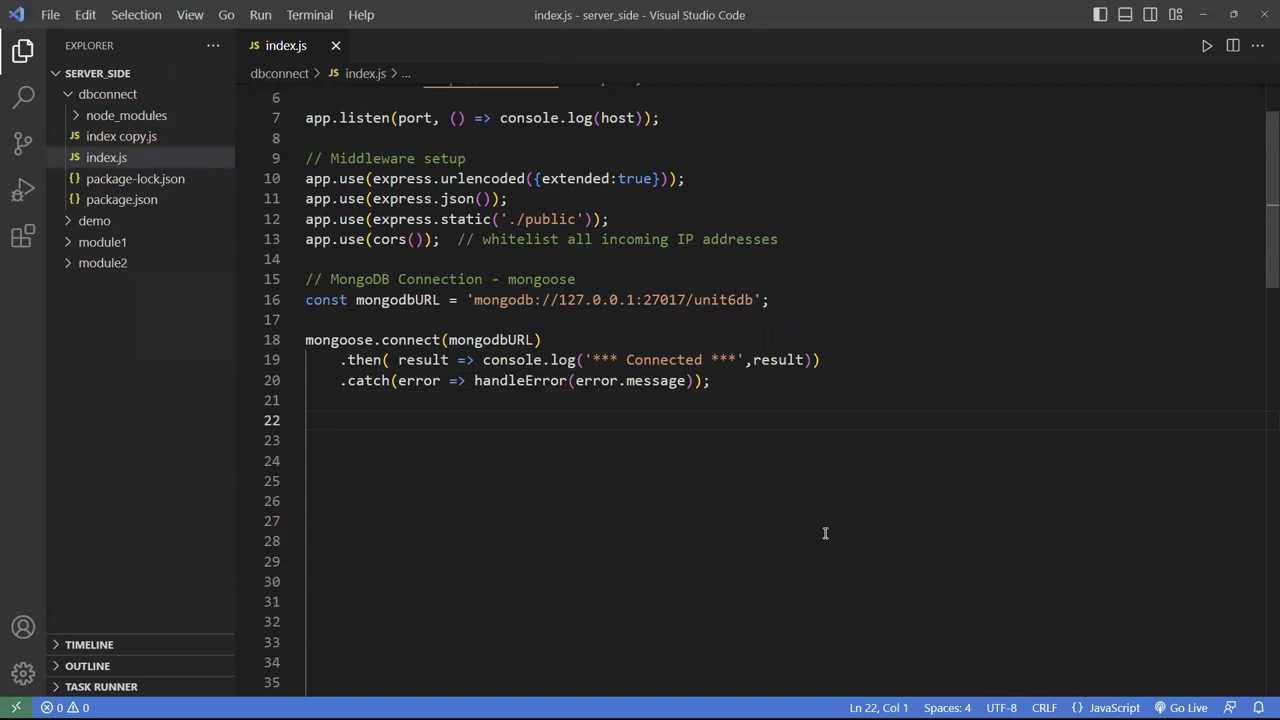 File Edit Selection View Go Run Terminal Help
index.js - server_side - Visual Studio Code
EXPLORER
SERVER_SIDE
dbconnect
node_modules
JS index copy.js
JS index.js
{} package-lock.json
{} package.json
demo
module1
module2
TIMELINE
OUTLINE
TASK RUNNER
JS index.js
dbconnect > JS index.js > ...
6
7 app.listen(port, () => console.log(host));
8
9 // Middleware setup
10 app.use(express.urlencoded({extended:true}));
11 app.use(express.json());
12 app.use(express.static('./public'));
13 app.use(cors());  // whitelist all incoming IP addresses
14
15 // MongoDB Connection - mongoose
16 const mongodbURL = 'mongodb://127.0.0.1:27017/unit6db';
17
18 mongoose.connect(mongodbURL)
19     .then( result => console.log('*** Connected ***',result))
20     .catch(error => handleError(error.message));
21
22
23
24
25
26
27
28
29
30
31
32
33
34
35
0 0
Ln 22, Col 1 Spaces: 4 UTF-8 CRLF {} JavaScript Go Live